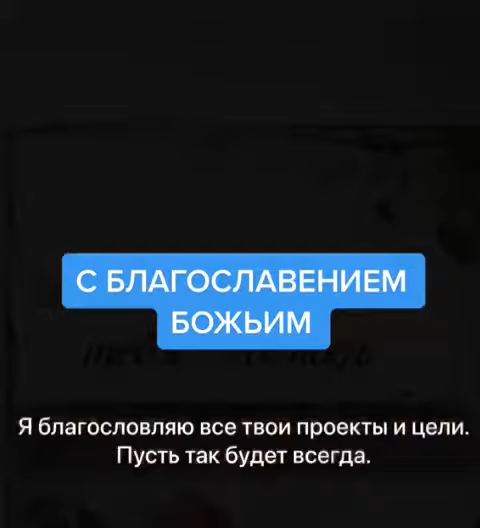 С БЛАГОСЛАВЕНИЕМ
БОЖЬИМ
Я благословляю все твои проекты и цели.
Пусть так будет всегда.